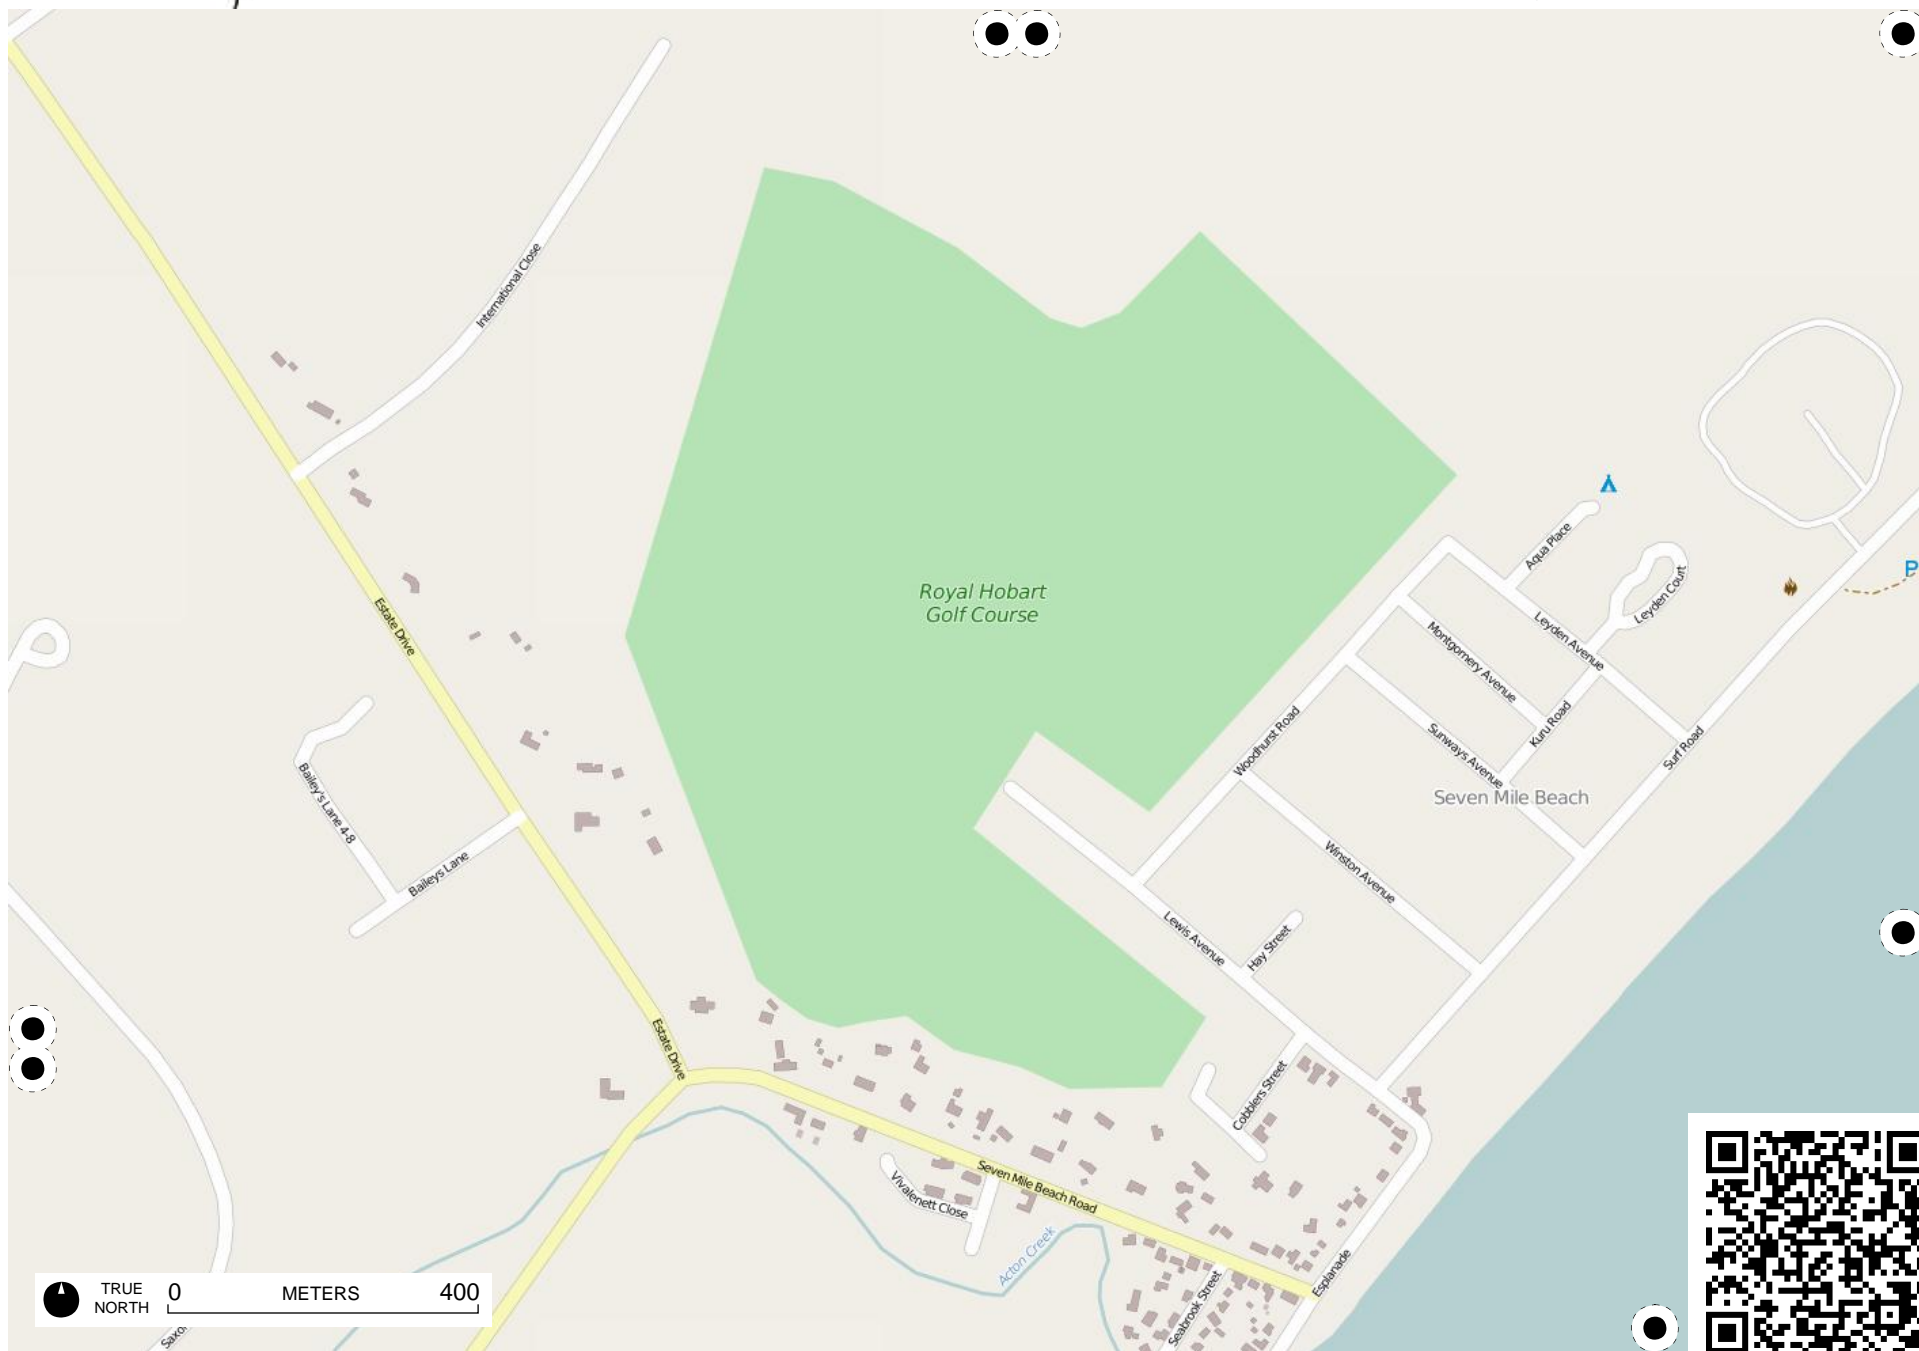 International Close
Estate Drive
Royal Hobart
Golf Course
Aqua Place
Leyden Court
P
Leyden Avenue
Montgomery Avenue
Kuru Road
Sunways Avenue
Surf Road
Woodhurst Road
Seven Mile Beach
Bailey's Lane 4-8
Baileys Lane
Winston Avenue
Lewis Avenue
Hay Street
Estate Drive
Cobblers Street
Seven Mile Beach Road
Vivalenett Close
Acton Creek
Esplanade
Seabrook Street
TRUE
NORTH
0 METERS 400